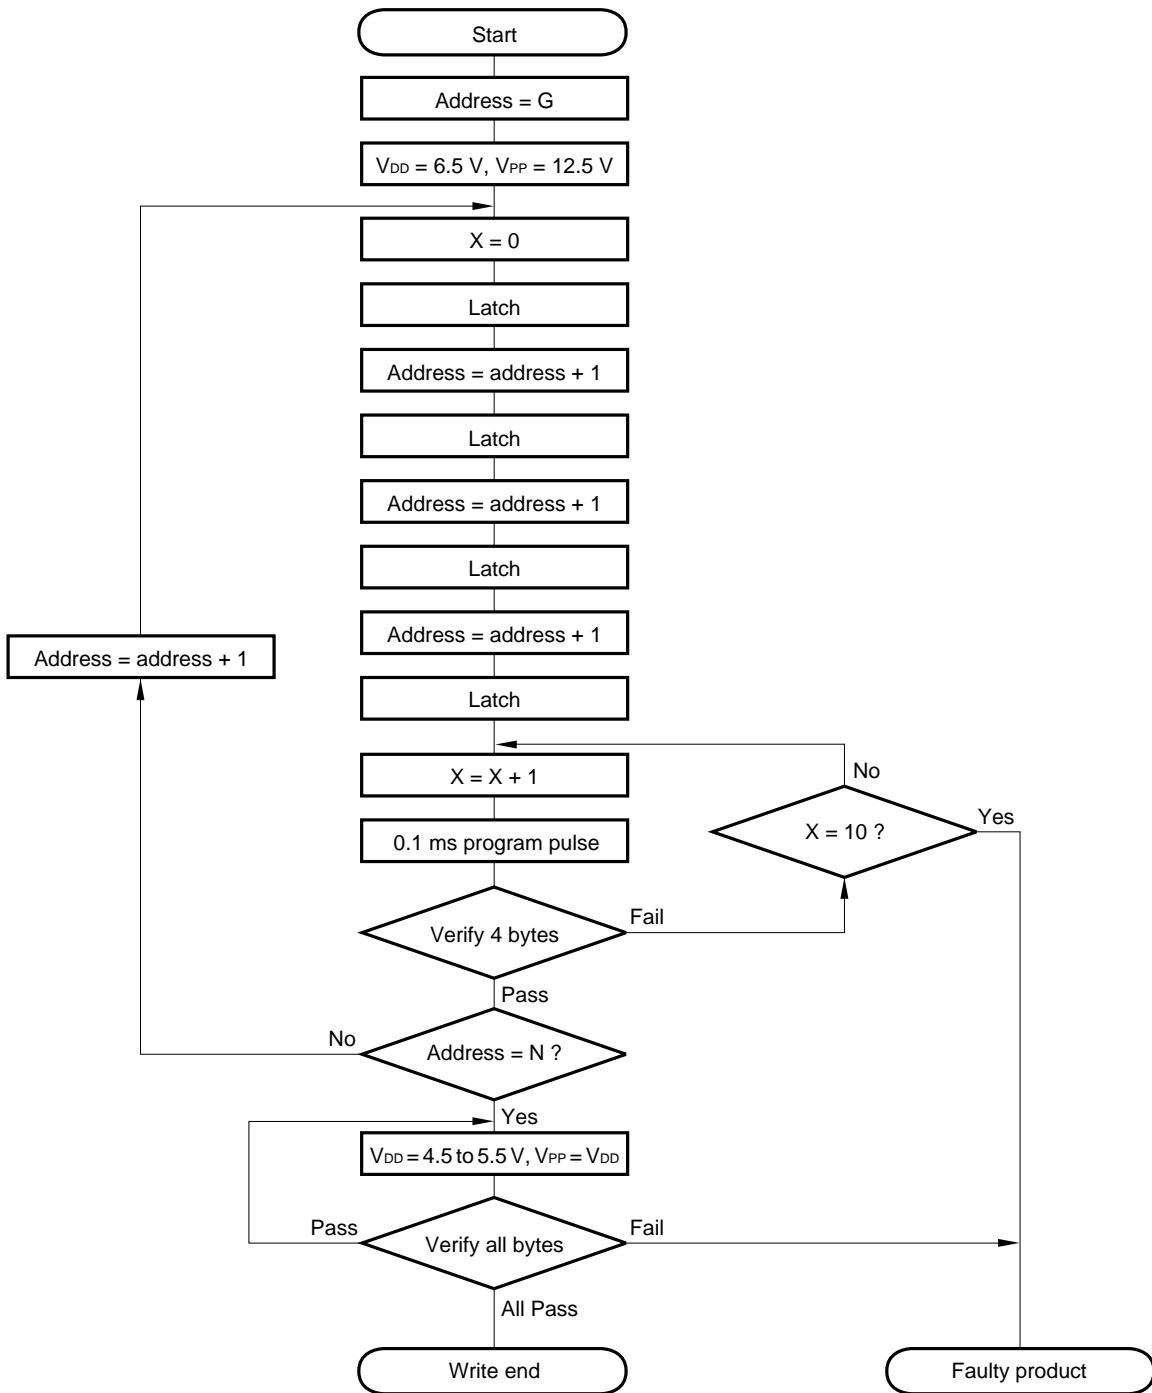 Start
Address = G
VDD = 6.5 V, VPP = 12.5 V
X = 0
Latch
Address = address + 1
Latch
Address = address + 1
Latch
Address = address + 1
Address = address + 1
Latch
X = X + 1
No
X = 10 ?
Yes
0.1 ms program pulse
Verify 4 bytes
Fail
Pass
No
Address = N ?
Yes
VDD = 4.5 to 5.5 V, VPP = VDD
Pass
Verify all bytes
Fail
All Pass
Write end
Faulty product